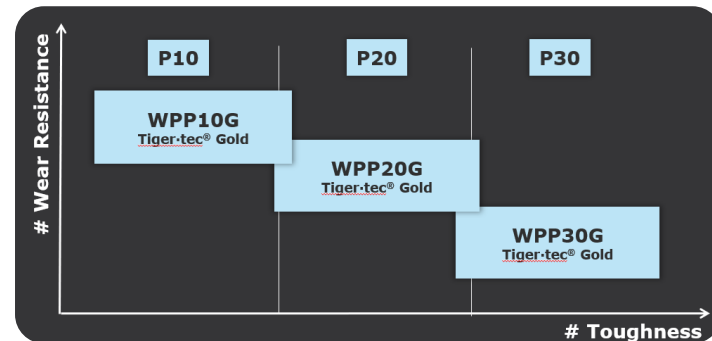 # Wear Resistance
P10
P20
P30
WPP10G
Tiger·tec® Gold
WPP20G
Tiger·tec® Gold
WPP30G
Tiger·tec® Gold
# Toughness